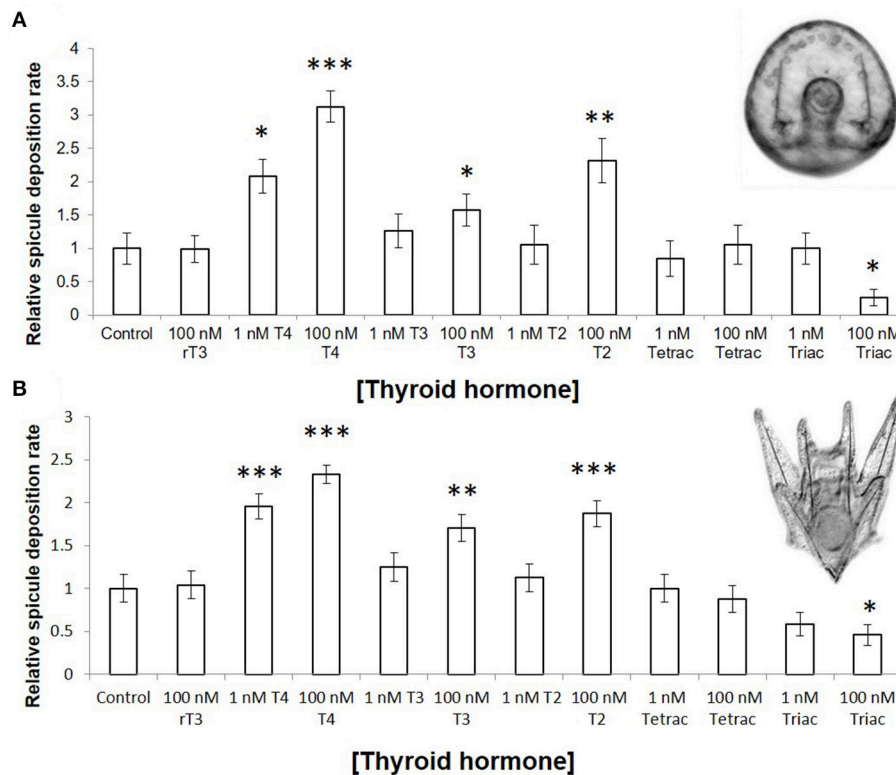 A
Relative spicule deposition rate
4
3.5
3
2.5
2
1.5
1
0.5
0
*
***
*
**
*
Control 100 nM 1 nM T4 100 nM 1 nM T3 100 nM 1 nM T2 100 nM 1 nM 100 nM 1 nM 100 nM
rT3 T4 T3 T2 Tetrac Tetrac Triac Triac
[Thyroid hormone]
B
Relative spicule deposition rate
3
2.5
2
1.5
1
0.5
0
***
***
**
***
*
Control 100 nM 1 nM T4 100 nM 1 nM T3 100 nM 1 nM T2 100 nM 1 nM 100 nM 1 nM 100 nM
rT3 T4 T3 T2 Tetrac Tetrac Triac Triac
[Thyroid hormone]